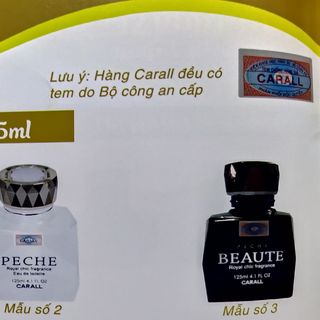 Lưu ý: Hàng Carall đều có
tem do Bộ công an cấp
CARALL
5ml
PECHE
Royal chic fragrance
Eau de toilette
125ml 4.1 FL OZ
CARALL
Mẫu số 2
PECHE
BEAUTE
Royal chic fragrance
125ml 4.1 FL OZ
CARALL
Mẫu số 3